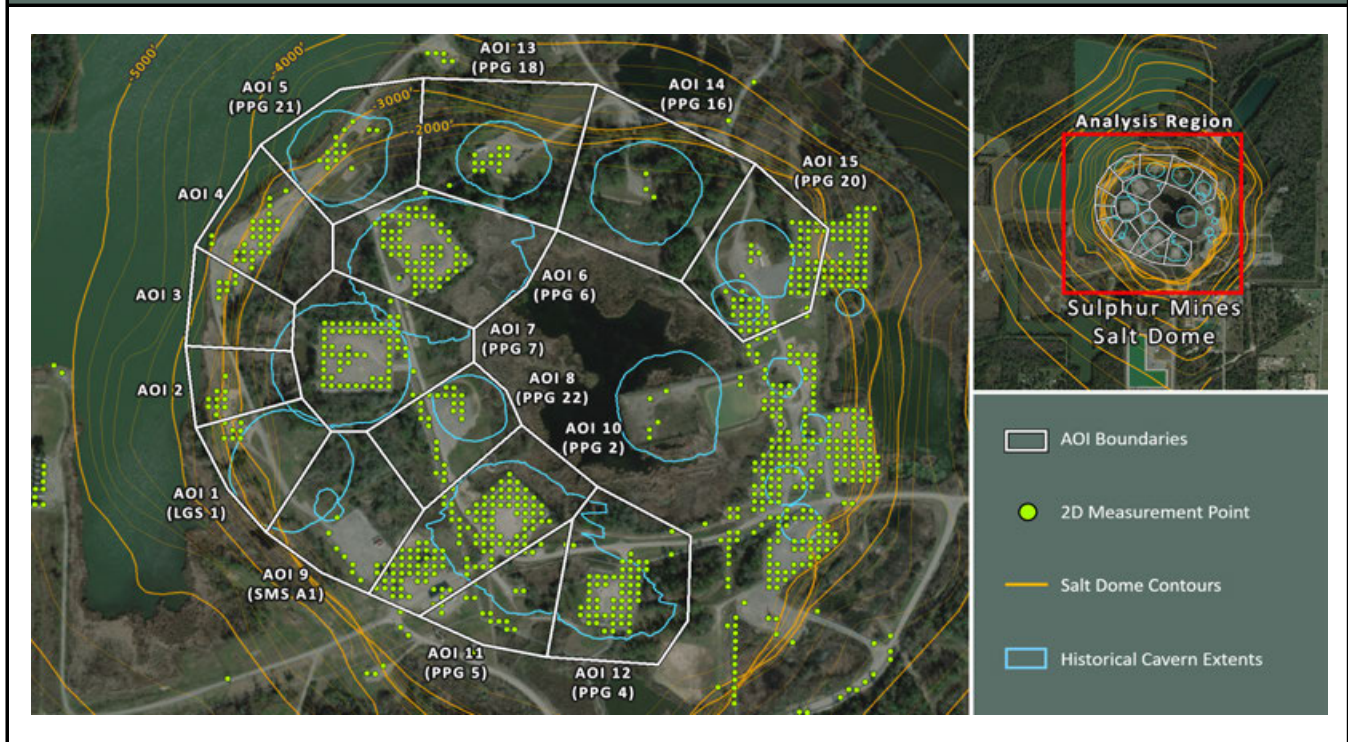 -5000'
-4000'
-3000'
-2000'
AOI 13
(PPG 18)
AOI 14
(PPG 16)
AOI 5
(PPG 21)
AOI 15
(PPG 20)
AOI 4
AOI 3
AOI 6
(PPG 6)
AOI 7
(PPG 7)
AOI 2
AOI 8
(PPG 22)
AOI 10
(PPG 2)
AOI 1
(LGS 1)
AOI 9
(SMS A1)
AOI 11
(PPG 5)
AOI 12
(PPG 4)
Analysis Region
Sulphur Mines
Salt Dome
AOI Boundaries
2D Measurement Point
Salt Dome Contours
Historical Cavern Extents